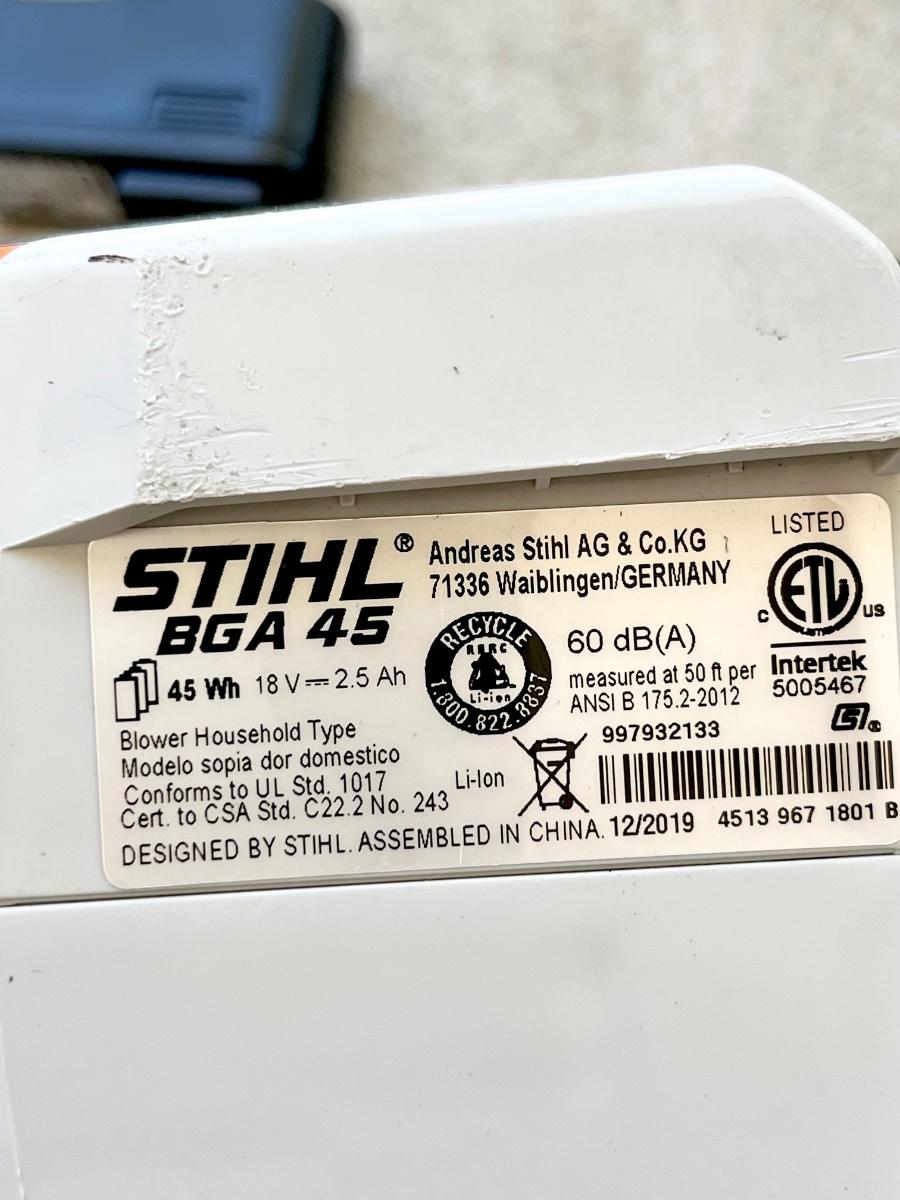 STIHL®
BGA 45
45 Wh 18 V 2.5 Ah
Blower Household Type
Modelo sopia dor domestico
Conforms to UL Std. 1017
Cert. to CSA Std. C22.2 No. 243
DESIGNED BY STIHL. ASSEMBLED IN CHINA. 12/2019
Andreas Stihl AG & Co.KG
71336 Waiblingen/GERMANY
RECYCLE
RBRC
Li-ion
1.800.822.8837
60 dB(A)
measured at 50 ft per
ANSI B 175.2-2012
997932133
Li-Ion
LISTED
C ETL US
LISTED
Intertek
5005467
4513 967 1801 B